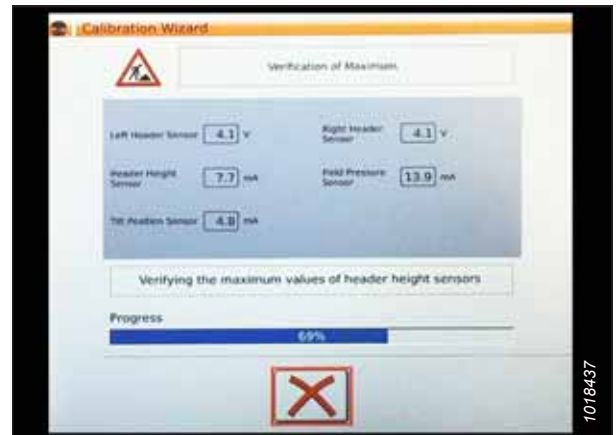 Calibration Wizard
Verification of Maximum
Left Header Sensor 4.1 V
Right Header Sensor 4.1 V
Header Height Sensor 7.7 mA
Field Pressure Sensor 13.9 mA
Tilt Position Sensor 4.8 mA
Verifying the maximum values of header height sensors
Progress
69%
1018437